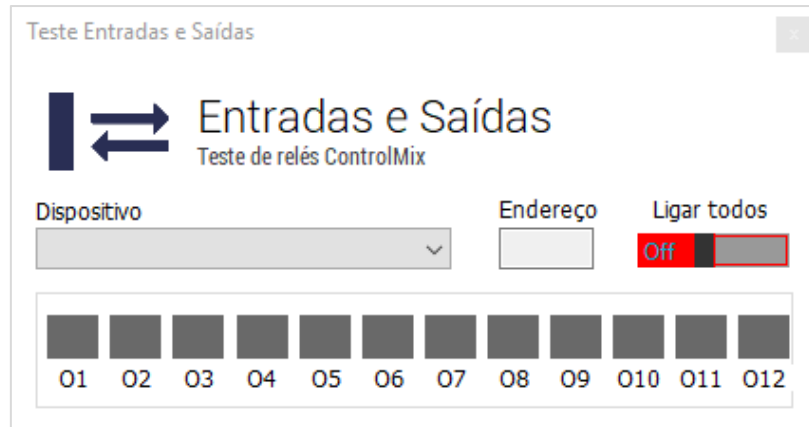 Teste Entradas e Saídas
x
Entradas e Saídas
Teste de relés ControlMix
Dispositivo Endereço Ligar todos
Off
O1 O2 O3 O4 O5 O6 O7 O8 O9 O10 O11 O12